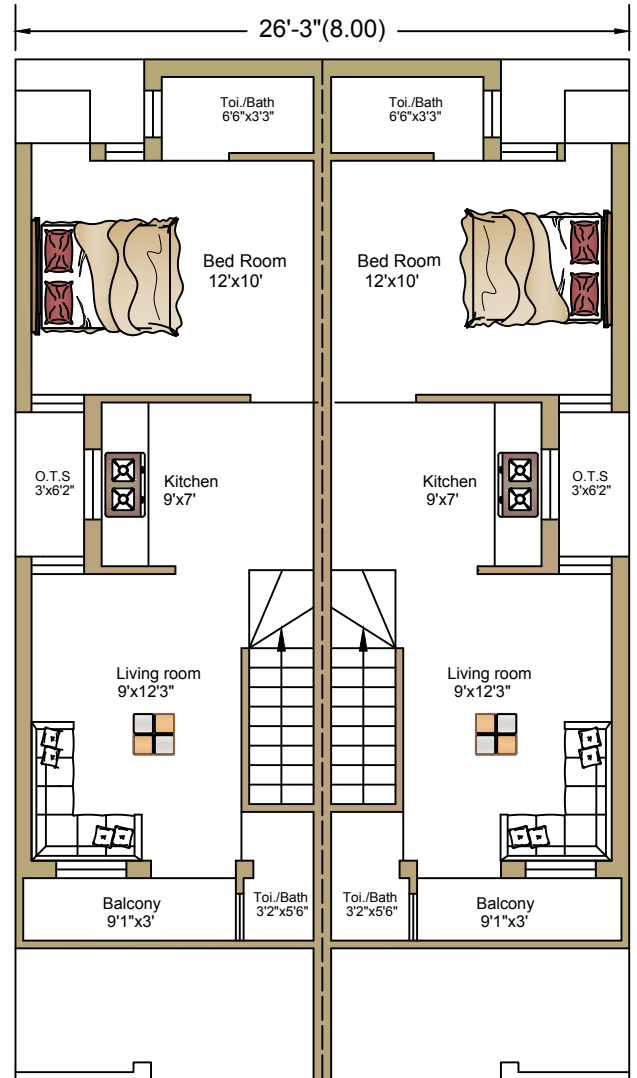 26'-3"(8.00)
Toi./Bath
6'6"x3'3"
Toi./Bath
6'6"x3'3"
Bed Room
12'x10'
Bed Room
12'x10'
O.T.S
3'x6'2"
Kitchen
9'x7'
Kitchen
9'x7'
O.T.S
3'x6'2"
Living room
9'x12'3"
Living room
9'x12'3"
Balcony
9'1"x3'
Toi./Bath
3'2"x5'6"
Toi./Bath
3'2"x5'6"
Balcony
9'1"x3'